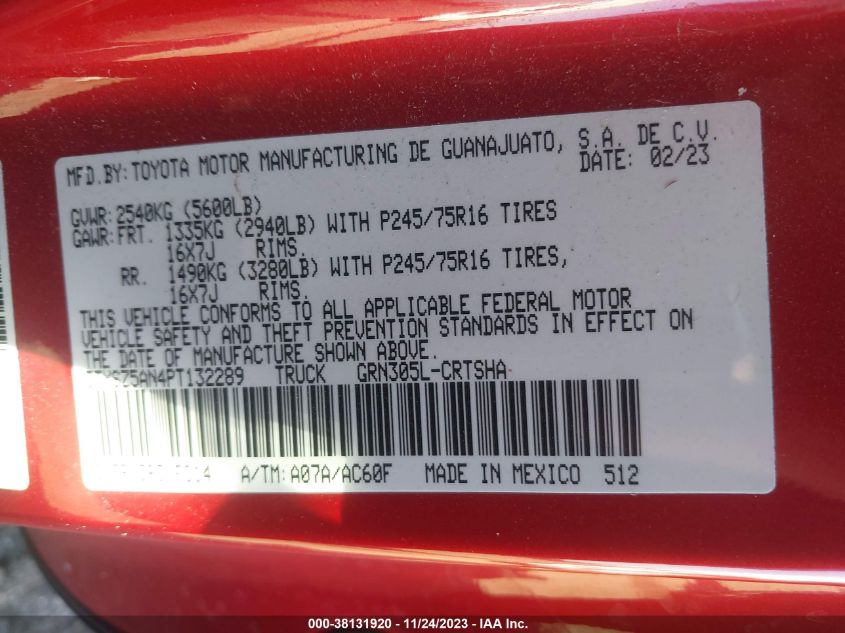 MFD.BY: TOYOTA MOTOR MANUFACTURING DE GUANAJUATO, S.A. DE C.V.
DATE: 02/23
GVWR: 2540KG (5600LB)
GAWR: FRT. 1335KG (2940LB) WITH P245/75R16 TIRES
16X7J RIMS.
RR. 1490KG (3280LB) WITH P245/75R16 TIRES,
16X7J RIMS.
THIS VEHICLE CONFORMS TO ALL APPLICABLE FEDERAL MOTOR
VEHICLE SAFETY AND THEFT PREVENTION STANDARDS IN EFFECT ON
THE DATE OF MANUFACTURE SHOWN ABOVE.
TRUCK GRN305L-CRTSHA
A/TM: A07A/AC60F MADE IN MEXICO 512
000-38131920 - 11/24/2023 - IAA Inc.